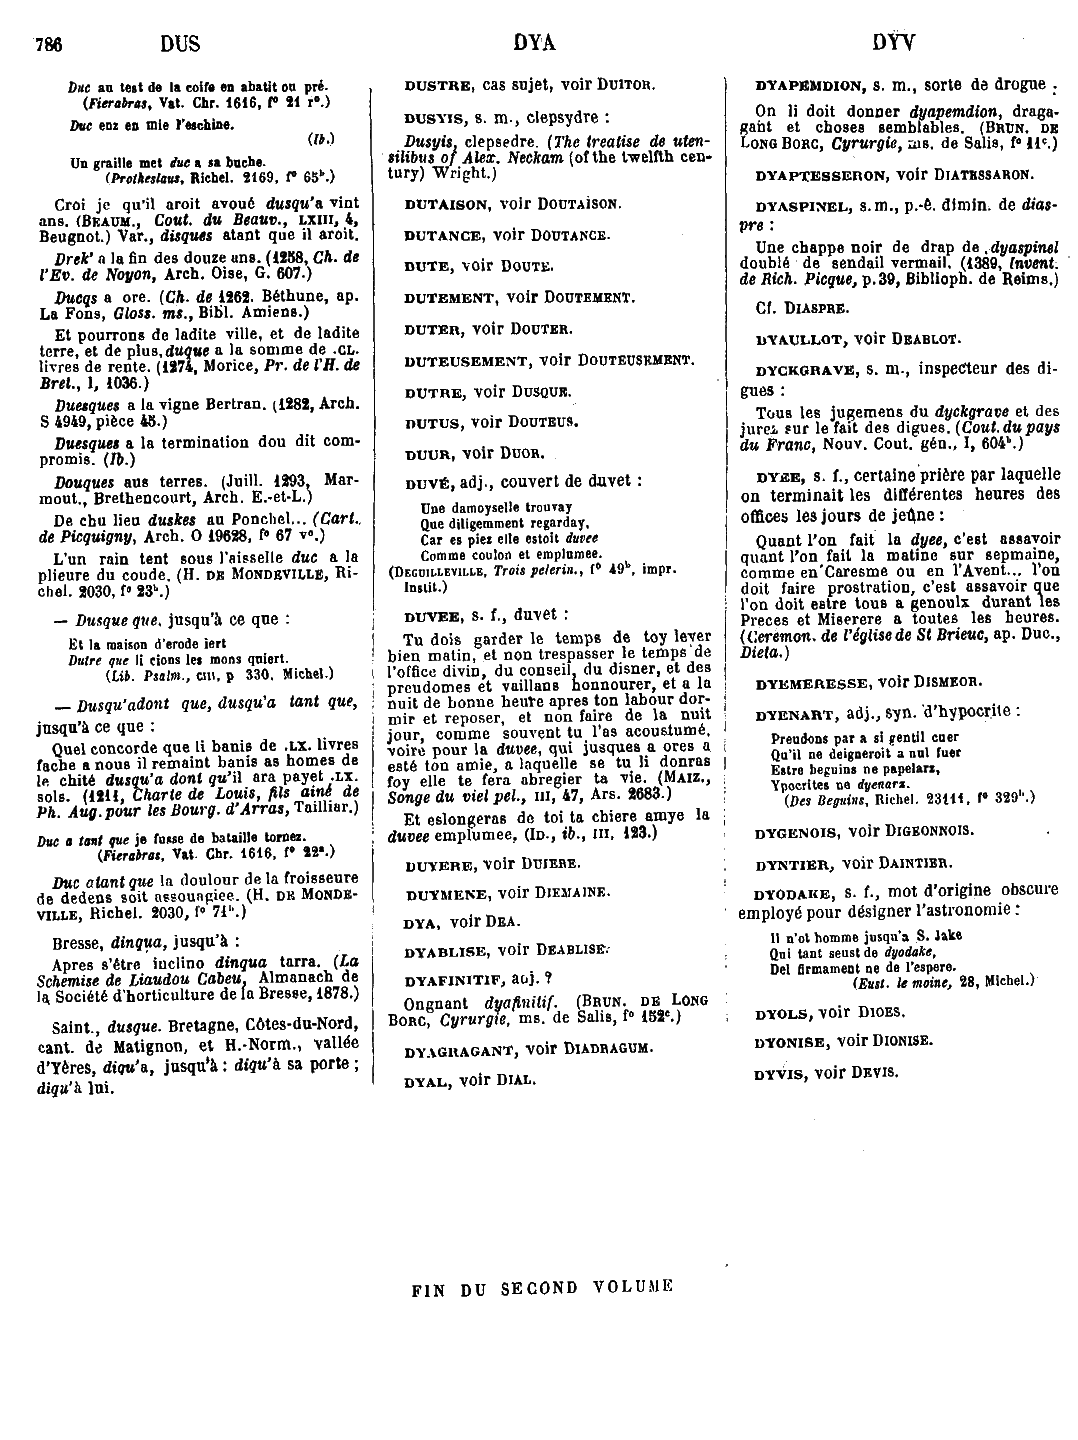 786 DUS DYA DYV
Duc an test de la coife en abatit ou pré.
(Fierabras, Vat. Chr. 1616, f° 21 r°.)
Duc enz en mie l'eschine.
(Ib.)
Un graille met duc a sa buche.
(Protheslaus, Richel. 2169, f° 65b.)
Croi je qu'il aroit avoué dusqu'a vint
ans. (BEAUM., Cout. du Beauv., LXIII, 4,
Beugnot.) Var., disques atant que il aroit.
Drek' a la fin des douze ans. (1258, Ch. de
l'Ev. de Noyon, Arch. Oise, G. 607.)
Ducqs a ore. (Ch. de 1262. Béthune, ap.
La Fons, Gloss. ms., Bibl. Amiens.)
Et pourrons de ladite ville, et de ladite
terre, et de plus, duque a la somme de .CL.
livres de rente. (1274, Morice, Pr. de l'H. de
Bret., I, 1036.)
Duesques a la vigne Bertran. (1282, Arch.
S 4949, pièce 45.)
Duesques a la termination dou dit com-
promis. (Ib.)
Douques aus terres. (Juill. 1293, Mar-
mout., Brethencourt, Arch. E.-et-L.)
De chu lieu duskes au Ponchel... (Cart.
de Picquigny, Arch. O 19628, f° 67 v°.)
L'un rain tent sous l'aisselle duc a la
plieure du coude. (H. DE MONDEVILLE, Ri-
chel. 2030, f° 23b.)
— Dusque que, jusqu'à ce que :
Et la maison d'erode iert
Dutre que li cions les mons quiert.
(Lib. Psalm., CIII, p 330, Michel.)
— Dusqu'adont que, dusqu'a tant que,
jusqu'à ce que :
Quel concorde que li banis de .LX. livres
fache a nous il remaint banis as homes de
le chité dusqu'a dont qu'il ara payet .LX.
sols. (1211, Charte de Louis, fils ainé de
Ph. Aug. pour les Bourg. d'Arras, Tailliar.)
Duc a tant que je fusse de bataille tornez.
(Fierabras, Vat. Chr. 1616, f° 22a.)
Duc atant que la doulour de la froisseure
de dedens soit assouagiee. (H. DE MONDE-
VILLE, Richel. 2030, f° 71b.)
Bresse, dinqua, jusqu'à :
Apres s'étre inclino dinqua tarra. (La
Schemise de Liaudou Cabeu, Almanach de
la Société d'horticulture de la Bresse, 1878.)
Saint., dusque. Bretagne, Côtes-du-Nord,
cant. de Matignon, et H.-Norm., vallée
d'Yères, diqu'a, jusqu'à : diqu'à sa porte ;
diqu'à lui.
DUSTRE, cas sujet, voir DUITOR.
DUSYIS, s. m., clepsydre :
Dusyis, clepsedre. (The treatise de uten-
silibus of Alex. Neckam (of the twelfth cen-
tury) Wright.)
DUTAISON, voir DOUTAISON.
DUTANCE, voir DOUTANCE.
DUTE, voir DOUTE.
DUTEMENT, voir DOUTEMENT.
DUTER, voir DOUTER.
DUTEUSEMENT, voir DOUTEUSEMENT.
DUTRE, voir DUSQUE.
DUTUS, voir DOUTEUS.
DUUR, voir DUOR.
DUVÉ, adj., couvert de duvet :
Une damoyselle trouvay
Que diligemment regarday,
Car es piez elle estoit duvee
Comme coulon et emplumee.
(DEGUILLEVILLE, Trois pelerin., f° 49b, impr.
Instit.)
DUVEE, s. f., duvet :
Tu dois garder le temps de toy lever
bien matin, et non trespasser le temps de
l'office divin, du conseil, du disner, et des
preudomes et vaillans honnourer, et a la
nuit de bonne heure apres ton labour dor-
mir et reposer, et non faire de la nuit
jour, comme souvent tu l'as acoustumé,
voire pour la duvee, qui jusques a ores a
esté ton amie, a laquelle se tu li donras
foy elle te fera abregier ta vie. (MAIZ.,
Songe du viel pel., III, 47, Ars. 2683.)
Et eslongeras de toi ta chiere amye la
duvee emplumee. (ID., ib., III, 123.)
DUYERE, voir DUIERE.
DUYMENE, voir DIEMAINE.
DYA, voir DEA.
DYABLISE, voir DEABLISE.
DYAFINITIF, adj. ?
Ongnant dyafinitif. (BRUN. DE LONG
BORC, Cyrurgie, ms. de Salis, f° 152c.)
DYAGRAGANT, voir DIADRAGUM.
DYAL, voir DIAL.
DYAPEMDION, s. m., sorte de drogue :
On li doit donner dyapemdion, draga-
gant et choses semblables. (BRUN. DE
LONG BORC, Cyrurgie, ms. de Salis, f° 11c.)
DYAPTESSERON, voir DIATESSARON.
DYASPINEL, s. m., p.-ê. dimin. de dias-
pre :
Une chappe noir de drap de dyaspinel
doublé de sendail vermail. (1389, Invent.
de Rich. Picque, p. 39, Biblioph. de Reims.)
Cf. DIASPRE.
DYAULLOT, voir DEABLOT.
DYCKGRAVE, s. m., inspecteur des di-
gues :
Tous les jugemens du dyckgrave et des
jurez sur le fait des digues. (Cout. du pays
du Franc, Nouv. Cout. gén., I, 604b.)
DYEE, s. f., certaine prière par laquelle
on terminait les différentes heures des
offices les jours de jeûne :
Quant l'on fait la dyee, c'est assavoir
quant l'on fait la matine sur sepmaine,
comme en Caresme ou en l'Avent... l'on
doit faire prostration, c'est assavoir que
l'on doit estre tous a genoulx durant les
Preces et Miserere a toutes les heures.
(Ceremon. de l'église de St Brieuc, ap. Duc.,
Dieta.)
DYEMERESSE, voir DISMEOR.
DYENART, adj., syn. d'hypocrite :
Preudons par a si gentil cuer
Qu'il ne deigneroit a nul fuer
Estre beguins ne papelarz,
Ypocrites ne dyenarz.
(Des Beguins, Richel. 23111, f° 329b.)
DYGENOIS, voir DIGEONNOIS.
DYNTIER, voir DAINTIER.
DYODAKE, s. f., mot d'origine obscure
employé pour désigner l'astronomie :
Il n'ot homme jusqu'a S. Jake
Qui tant seust de dyodake,
Del firmament ne de l'espere.
(Eust. le moine, 28, Michel.)
DYOLS, voir DIOES.
DYONISE, voir DIONISE.
DYVIS, voir DEVIS.
FIN DU SECOND VOLUME